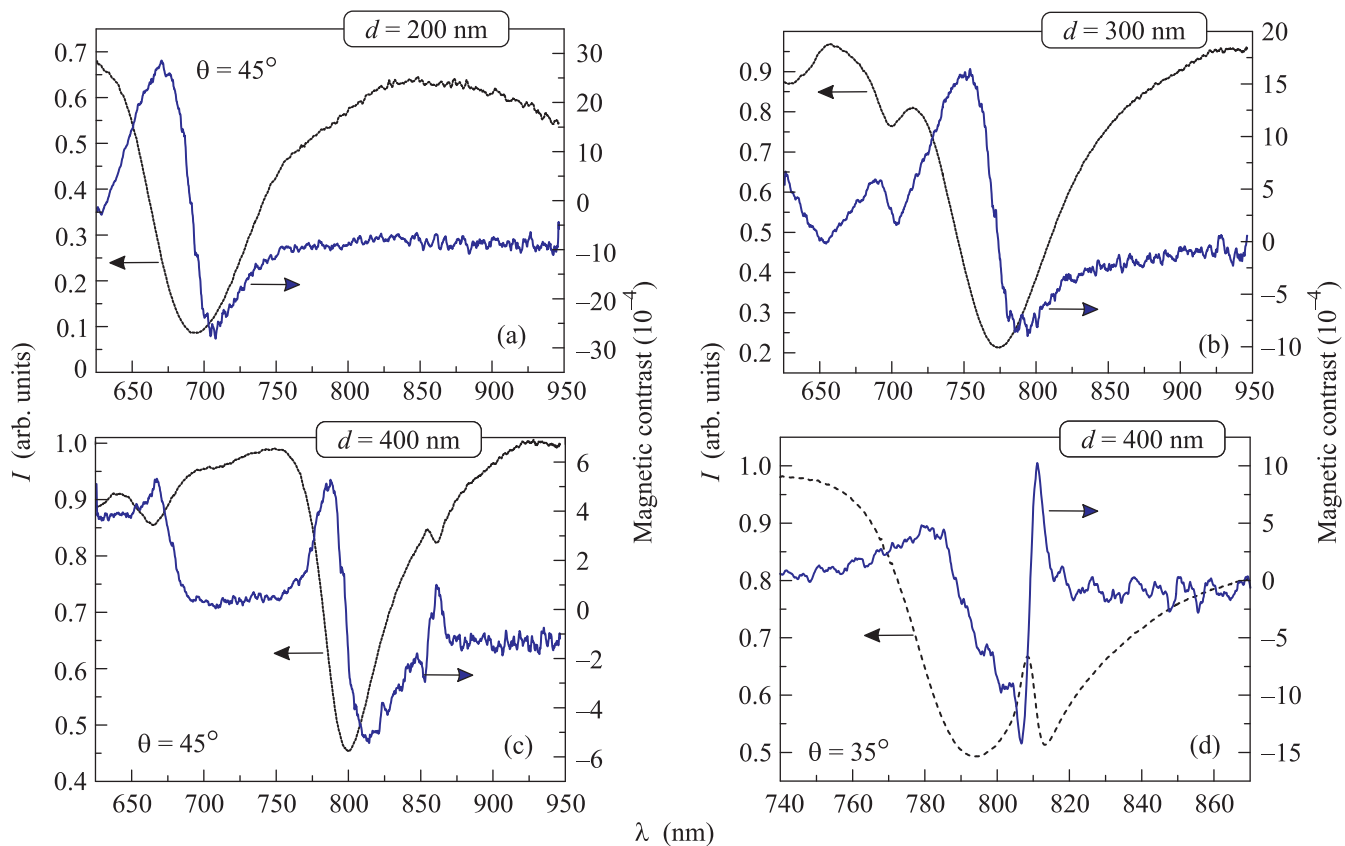 d = 200 nm
θ = 45°
0.7
0.6
0.5
0.4
0.3
0.2
0.1
0
30
20
10
0
−10
−20
−30
(a)
650 700 750 800 850 900 950
d = 300 nm
0.9
0.8
0.7
0.6
0.5
0.4
0.3
0.2
20
15
10
5
0
−5
−10
(b)
650 700 750 800 850 900 950
I (arb. units)
Magnetic contrast (10−4)
I (arb. units)
Magnetic contrast (10−4)
d = 400 nm
1.0
0.9
0.8
0.7
0.6
0.5
0.4
6
4
2
0
−2
−4
−6
θ = 45°
(c)
650 700 750 800 850 900 950
d = 400 nm
1.0
0.9
0.8
0.7
0.6
0.5
10
5
0
−5
−10
−15
θ = 35°
(d)
740 760 780 800 820 840 860
λ (nm)